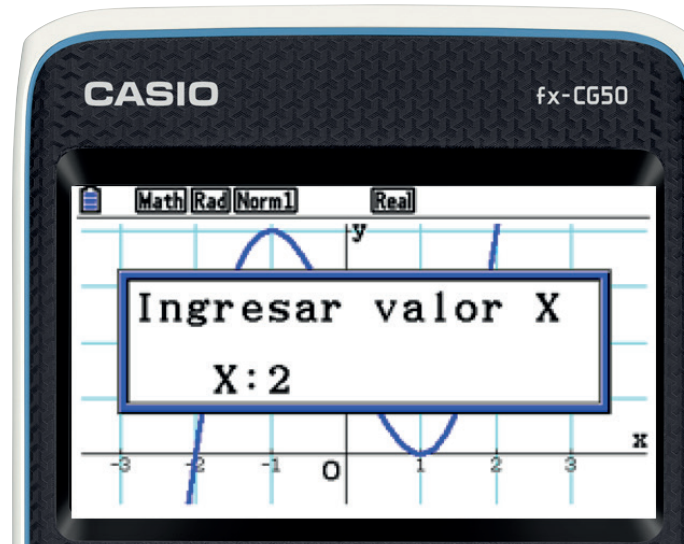 CASIO fx-CG50
Math Rad Norm1 Real
y
Ingresar valor X
X:2
x
-3 -2 -1 O 1 2 3